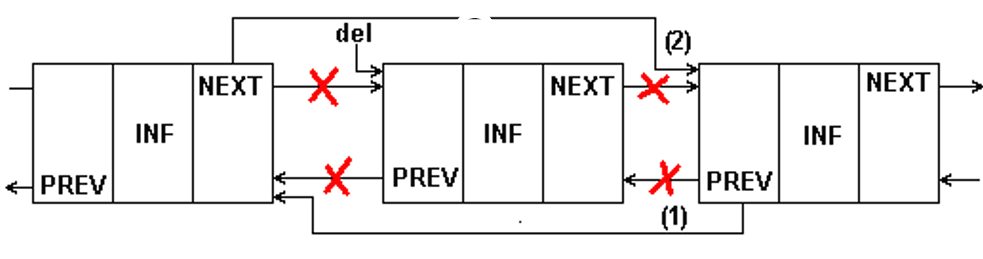 del
(2)
NEXT NEXT NEXT
INF INF INF
PREV PREV PREV
(1)